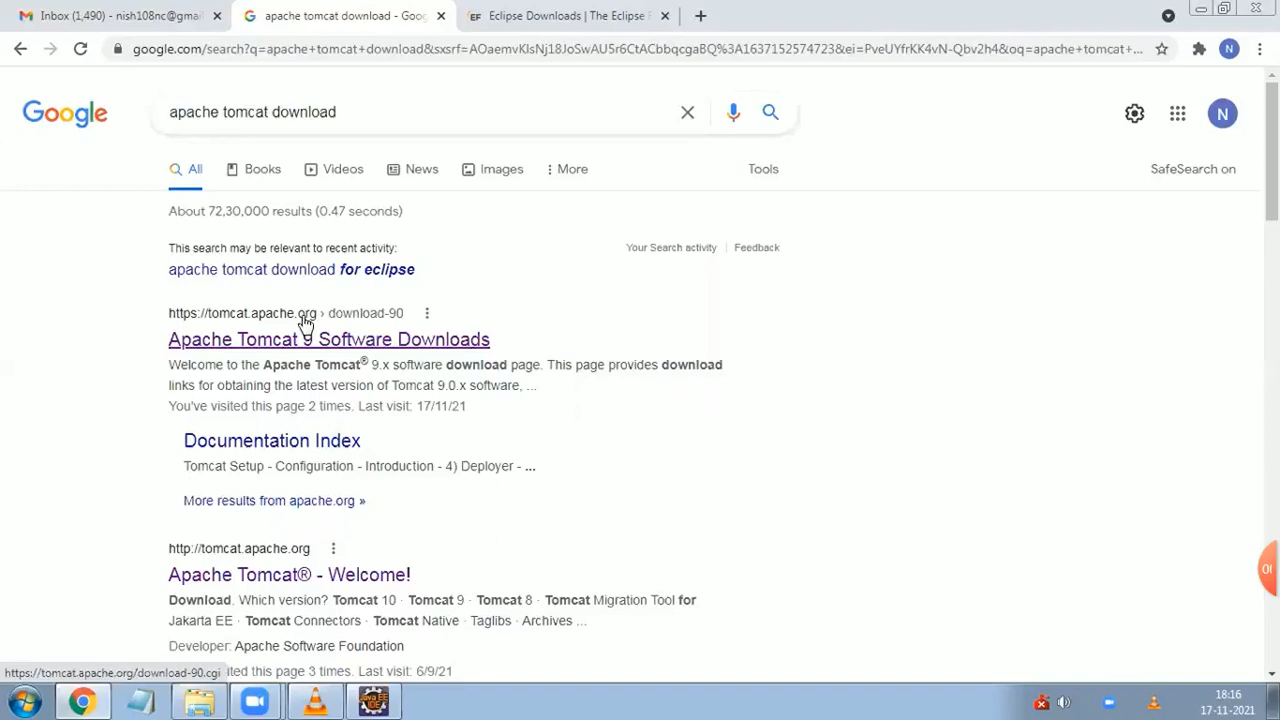 Inbox (1,490) - nish108nc@gmail
apache tomcat download - Goo
Eclipse Downloads | The Eclipse F
google.com/search?q=apache+tomcat+download&sxsrf=AOaemvKIsNj18JoSwAU5r6CtACbbqcgaBQ%3A1637152574723&ei=PveUYfrKK4vN-Qbv2h4&oq=apache+tomcat+...
N
Google
apache tomcat download
N
All
Books
Videos
News
Images
More
Tools
SafeSearch on
About 72,30,000 results (0.47 seconds)
This search may be relevant to recent activity:
Your Search activity
Feedback
apache tomcat download for eclipse
https://tomcat.apache.org › download-90
Apache Tomcat 9 Software Downloads
Welcome to the Apache Tomcat® 9.x software download page. This page provides download
links for obtaining the latest version of Tomcat 9.0.x software, ...
You've visited this page 2 times. Last visit: 17/11/21
Documentation Index
Tomcat Setup - Configuration - Introduction - 4) Deployer - ...
More results from apache.org »
http://tomcat.apache.org
Apache Tomcat® - Welcome!
Download. Which version? Tomcat 10 · Tomcat 9 · Tomcat 8 · Tomcat Migration Tool for
Jakarta EE · Tomcat Connectors · Tomcat Native · Taglibs · Archives ...
Developer: Apache Software Foundation
https://tomcat.apache.org/download-90.cgi
ited this page 3 times. Last visit: 6/9/21
Java EE
IDE
18:16
17-11-2021